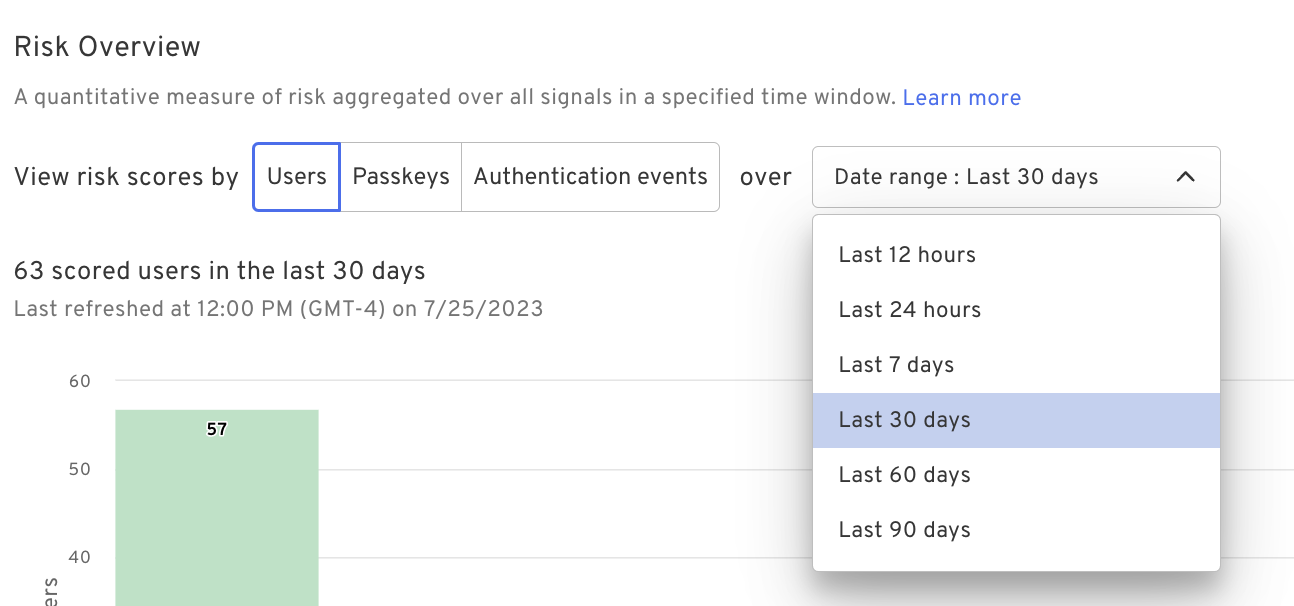 Risk Overview
A quantitative measure of risk aggregated over all signals in a specified time window. Learn more
View risk scores by Users Passkeys Authentication events over Date range : Last 30 days
Last 12 hours
Last 24 hours
Last 7 days
Last 30 days
Last 60 days
Last 90 days
63 scored users in the last 30 days
Last refreshed at 12:00 PM (GMT-4) on 7/25/2023
60
57
50
40